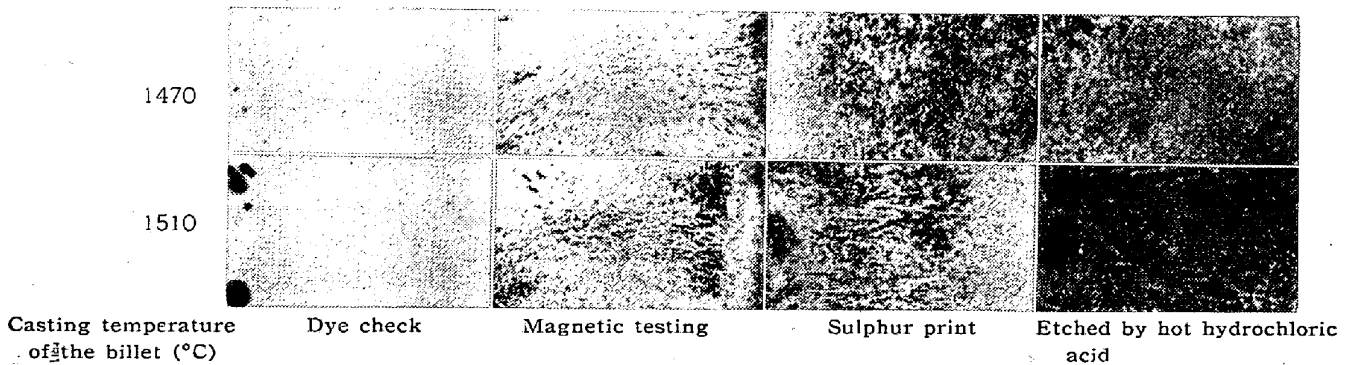 1470
1510
Casting temperature
of the billet (°C)
Dye check
Magnetic testing
Sulphur print
Etched by hot hydrochloric
acid